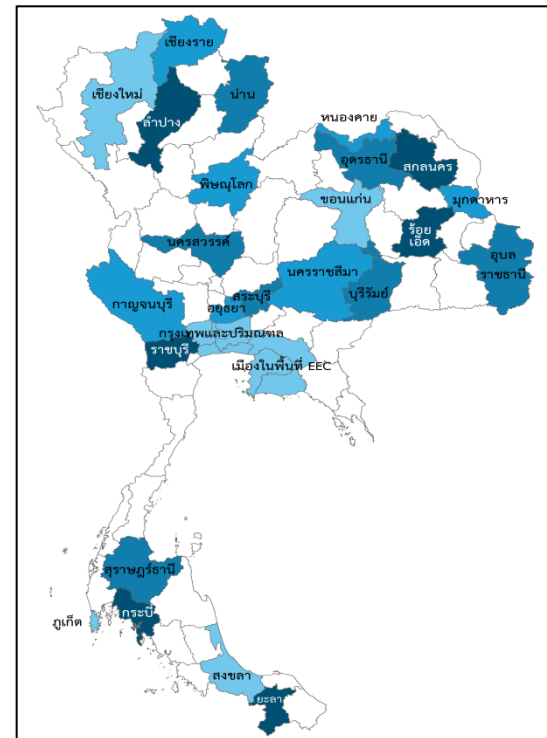 เชียงราย
เชียงใหม่
น่าน
ลำปาง
หนองคาย
อุดรธานี
สกลนคร
พิษณุโลก
ขอนแก่น
มุกดาหาร
ร้อย
เอ็ด
นครสวรรค์
อุบล
ราชธานี
นครราชสีมา
สระบุรี
บุรีรัมย์
กาญจนบุรี
อยุธยา
กรุงเทพและปริมณฑล
ราชบุรี
เมืองในพื้นที่ EEC
สุราษฎร์ธานี
กระบี่
ภูเก็ต
สงขลา
ยะลา